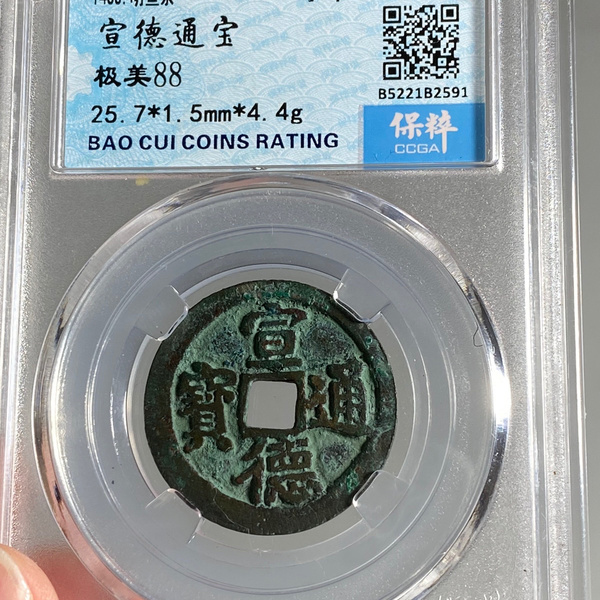 宣德通宝
极美88
25.7*1.5mm*4.4g
BAO CUI COINS RATING
B5221B2591
保粹
CCGA
宣德通寶